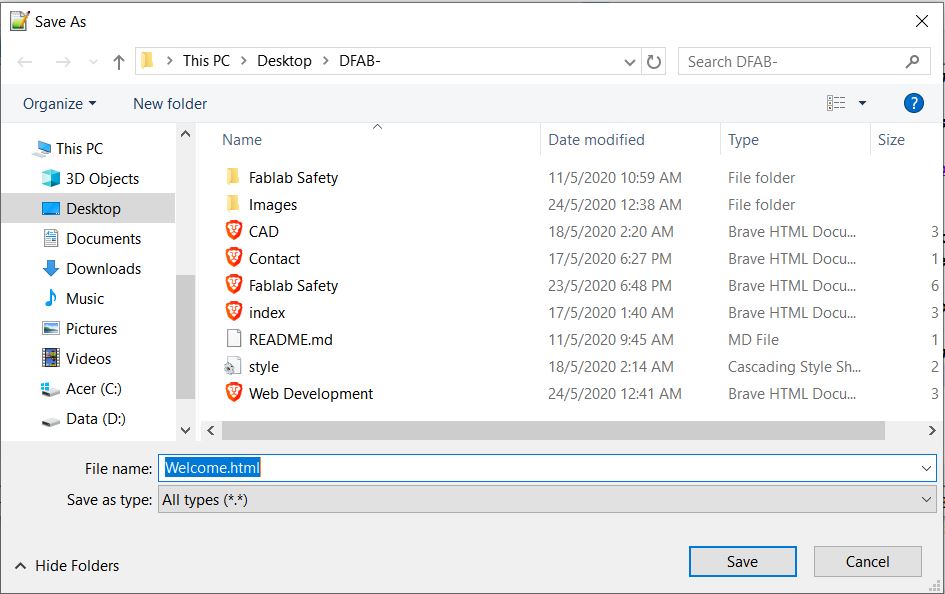 Save As
This PC Desktop DFAB-
Search DFAB-
Organize New folder
?
Name Date modified Type Size
This PC
3D Objects
Desktop
Documents
Downloads
Music
Pictures
Videos
Acer (C:)
Data (D:)
Fablab Safety 11/5/2020 10:59 AM File folder
Images 24/5/2020 12:38 AM File folder
CAD 18/5/2020 2:20 AM Brave HTML Docu... 3
Contact 17/5/2020 6:27 PM Brave HTML Docu... 1
Fablab Safety 23/5/2020 6:48 PM Brave HTML Docu... 6
index 17/5/2020 1:40 AM Brave HTML Docu... 3
README.md 11/5/2020 9:45 AM MD File 1
style 18/5/2020 2:14 AM Cascading Style Sh... 2
Web Development 24/5/2020 12:41 AM Brave HTML Docu... 3
File name: Welcome.html
Save as type: All types (*.*)
Hide Folders
Save Cancel